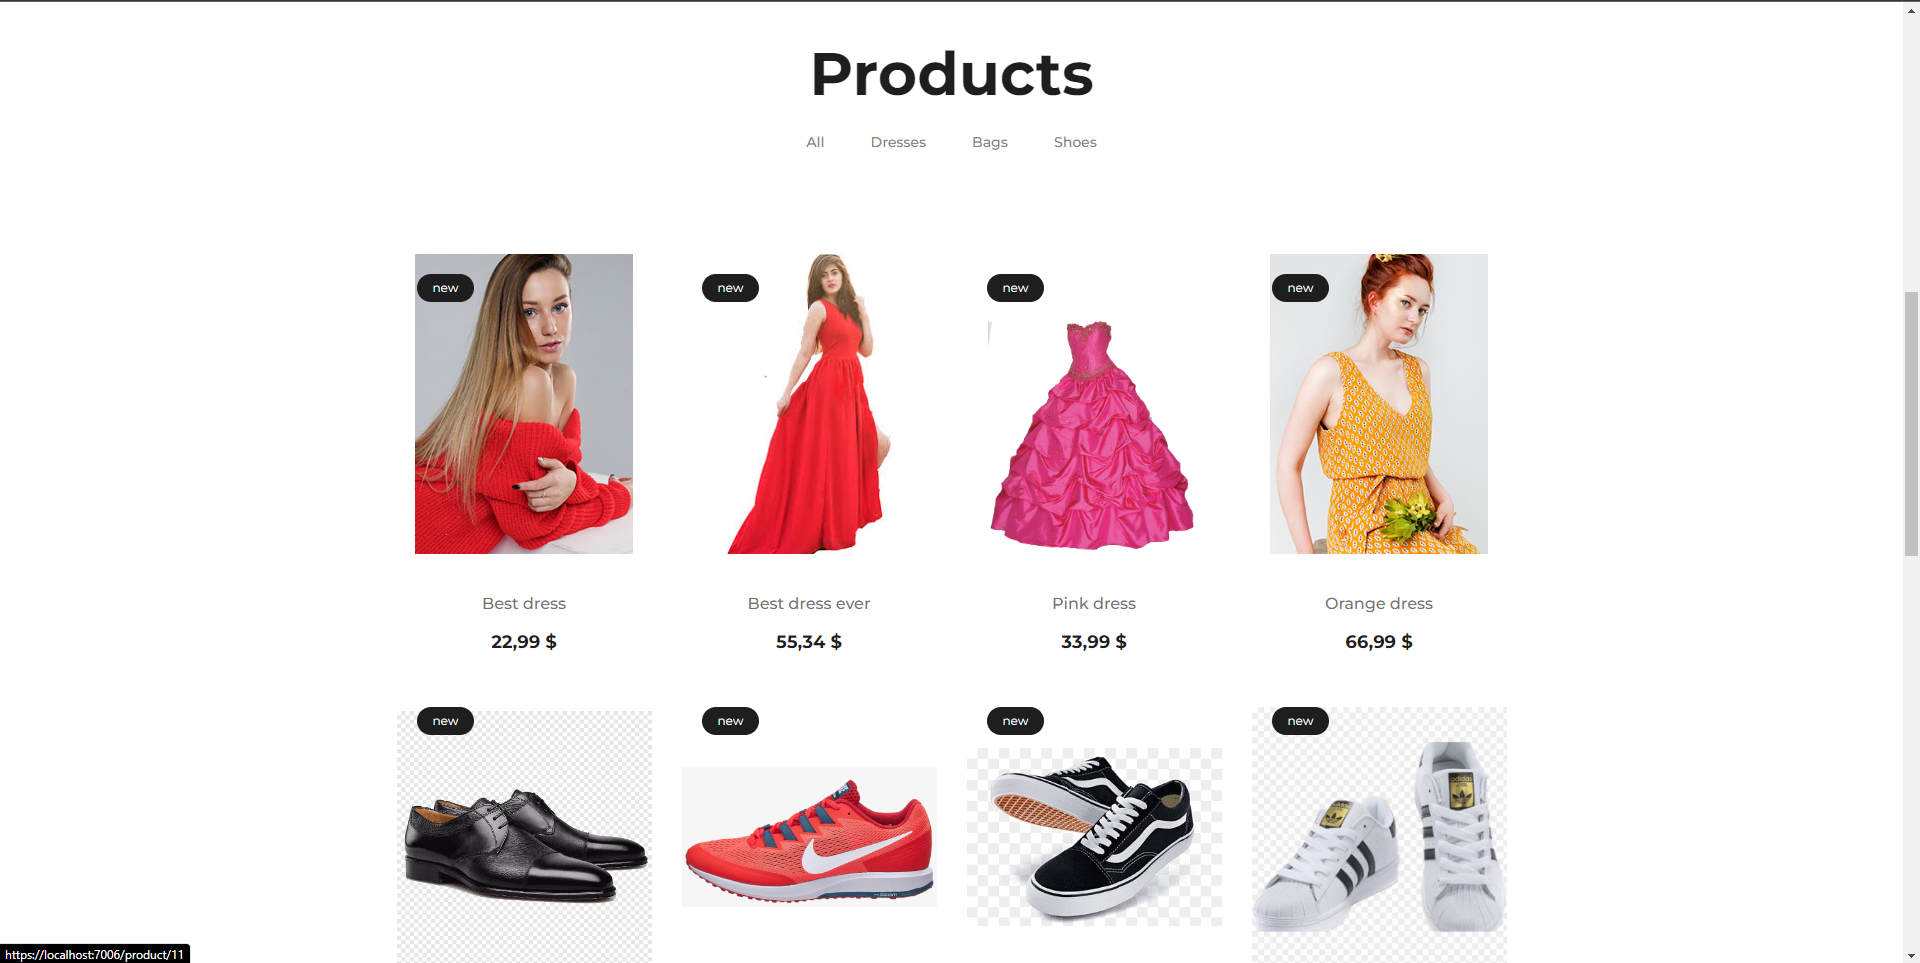 Products
All Dresses Bags Shoes
new new new new
Best dress Best dress ever Pink dress Orange dress
22,99 $ 55,34 $ 33,99 $ 66,99 $
new new new new
adidas
https://localhost:7006/product/11